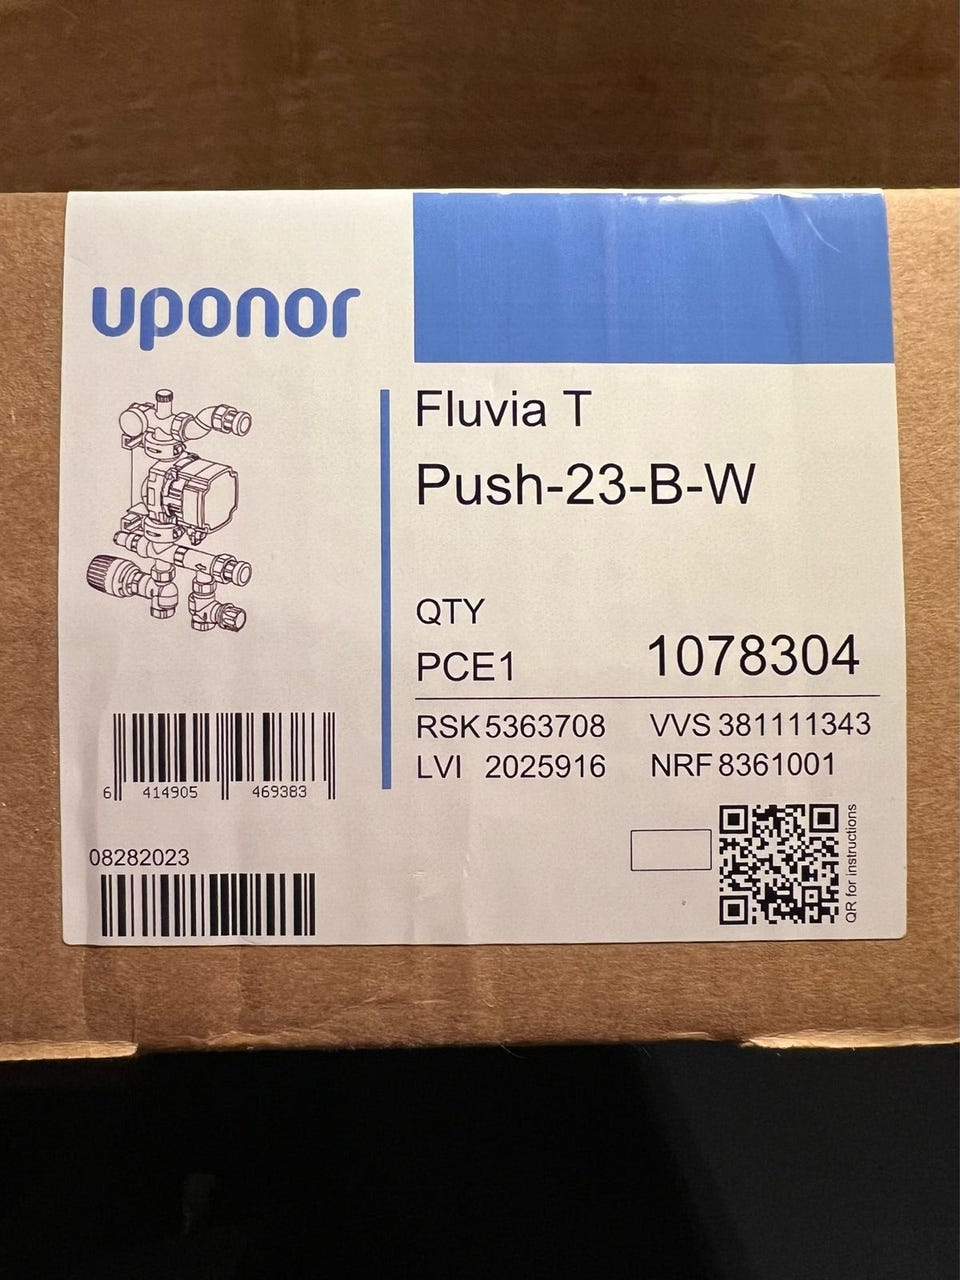 uponor
Fluvia T
Push-23-B-W
QTY
PCE1 1078304
RSK 5363708 VVS 381111343
LVI 2025916 NRF 8361001
6 414905 469383
08282023
QR for instructions